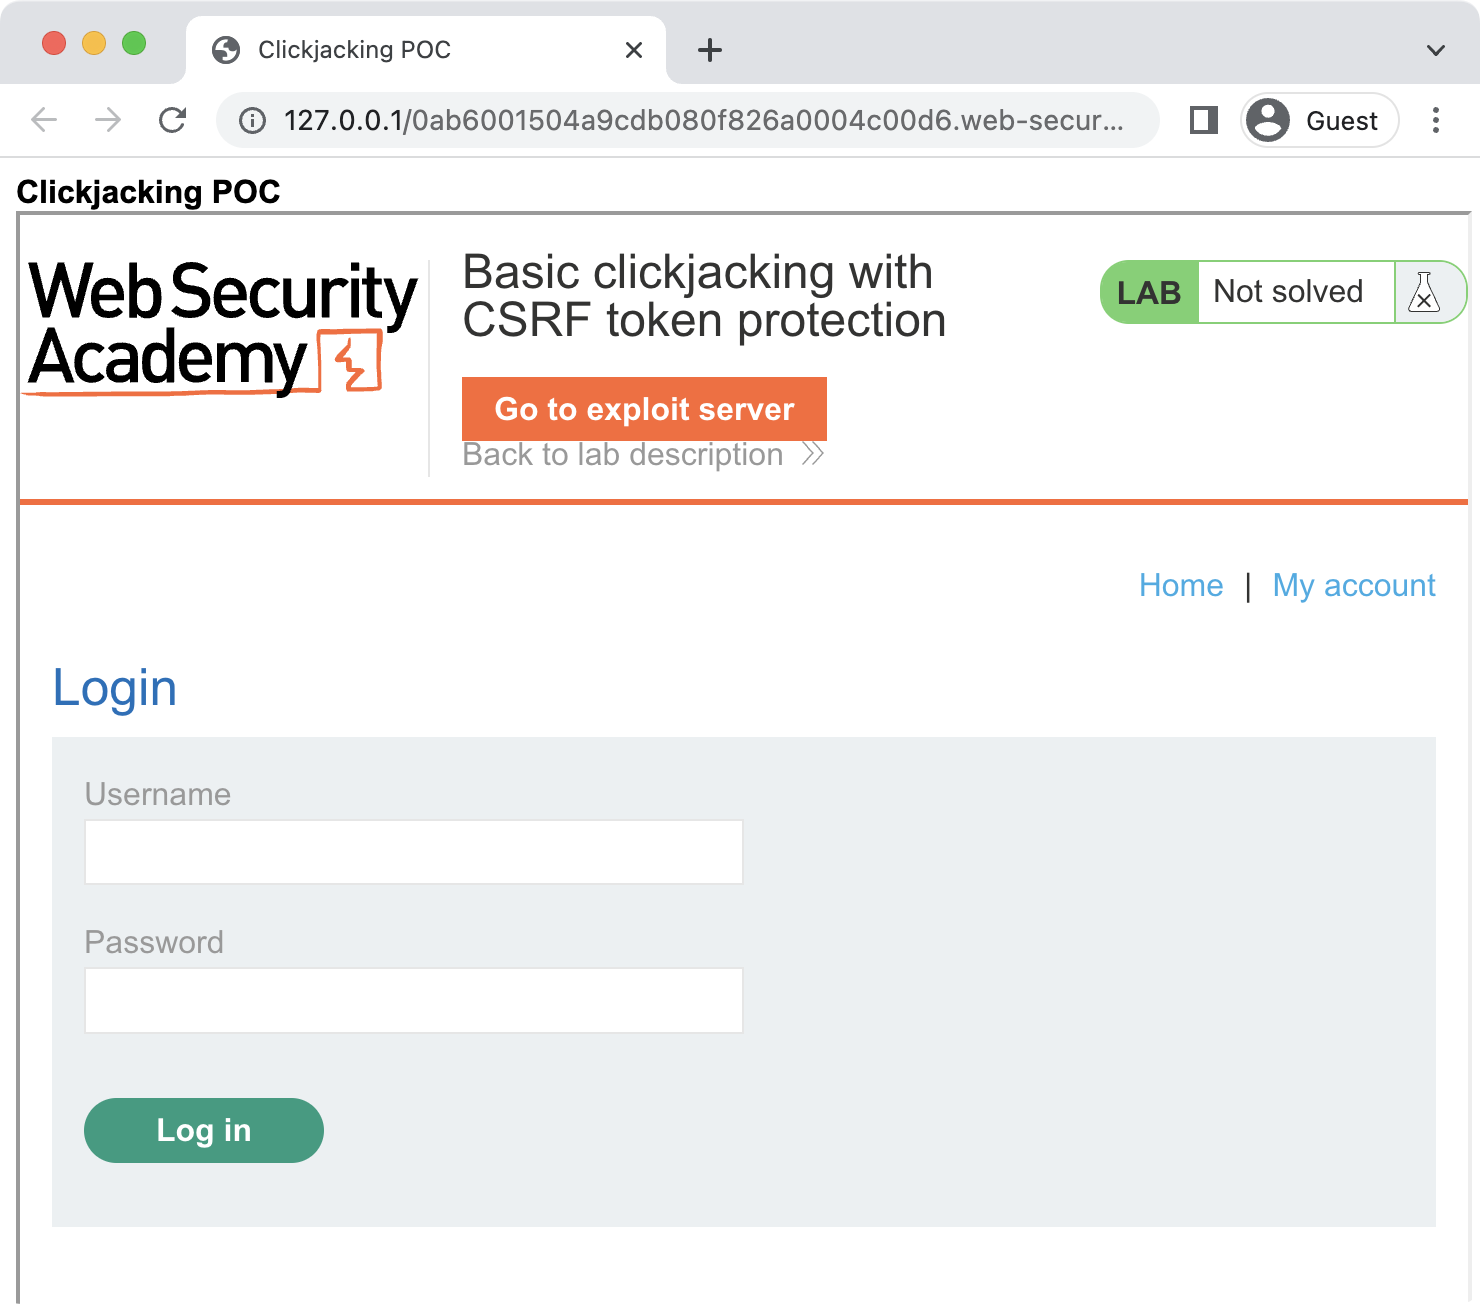 Clickjacking POC
127.0.0.1/0ab6001504a9cdb080f826a0004c00d6.web-secur...
Guest
Clickjacking POC
Web Security
Academy
Basic clickjacking with
CSRF token protection
LAB Not solved
Go to exploit server
Back to lab description
Home | My account
Login
Username
Password
Log in